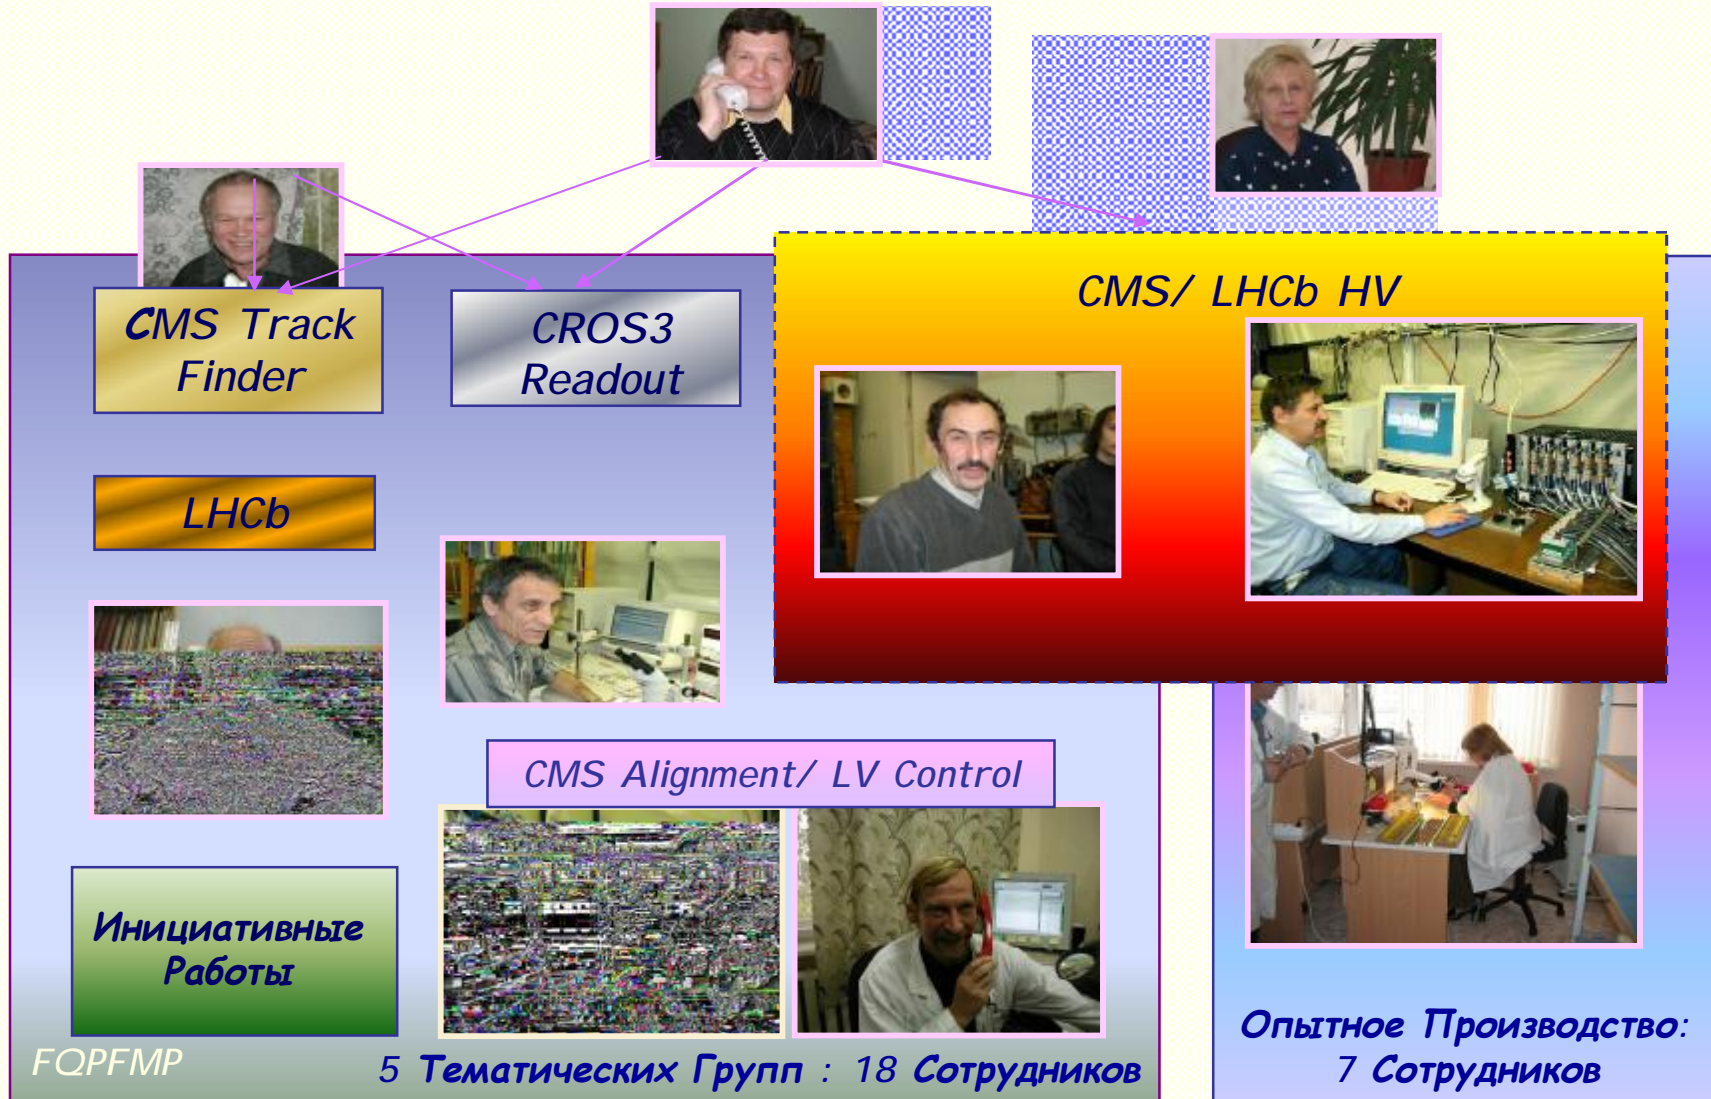 CMS Track
Finder
CROS3
Readout
CMS/ LHCb HV
LHCb
CMS Alignment/ LV Control
Инициативные
Работы
FQPFMP
5 Тематических Групп : 18 Сотрудников
Опытное Производство:
7 Сотрудников